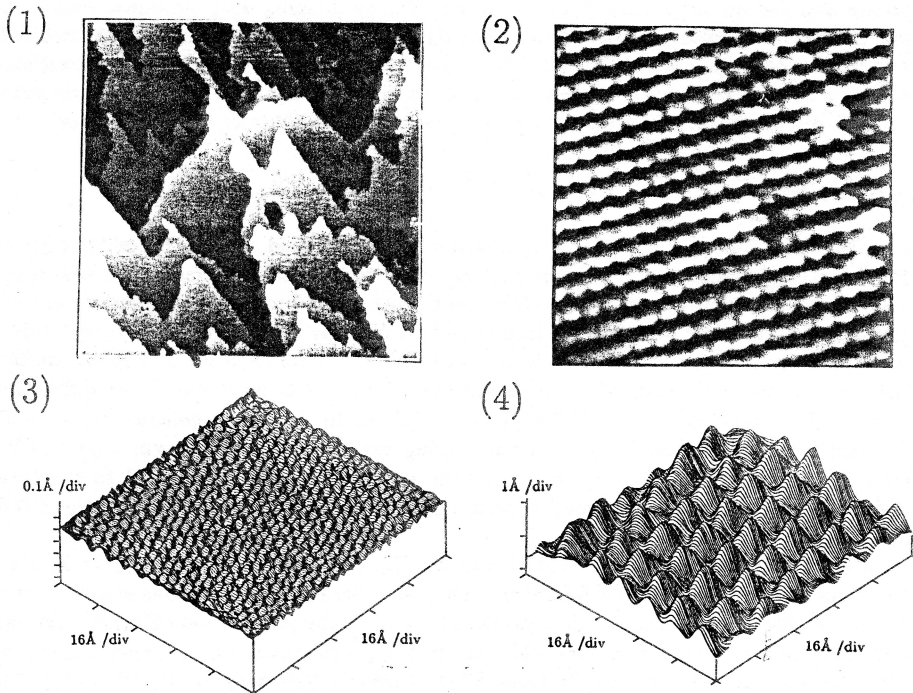 (1)
(2)
(3)
(4)
0.1Å /div
16Å /div
16Å /div
1Å /div
16Å /div
16Å /div